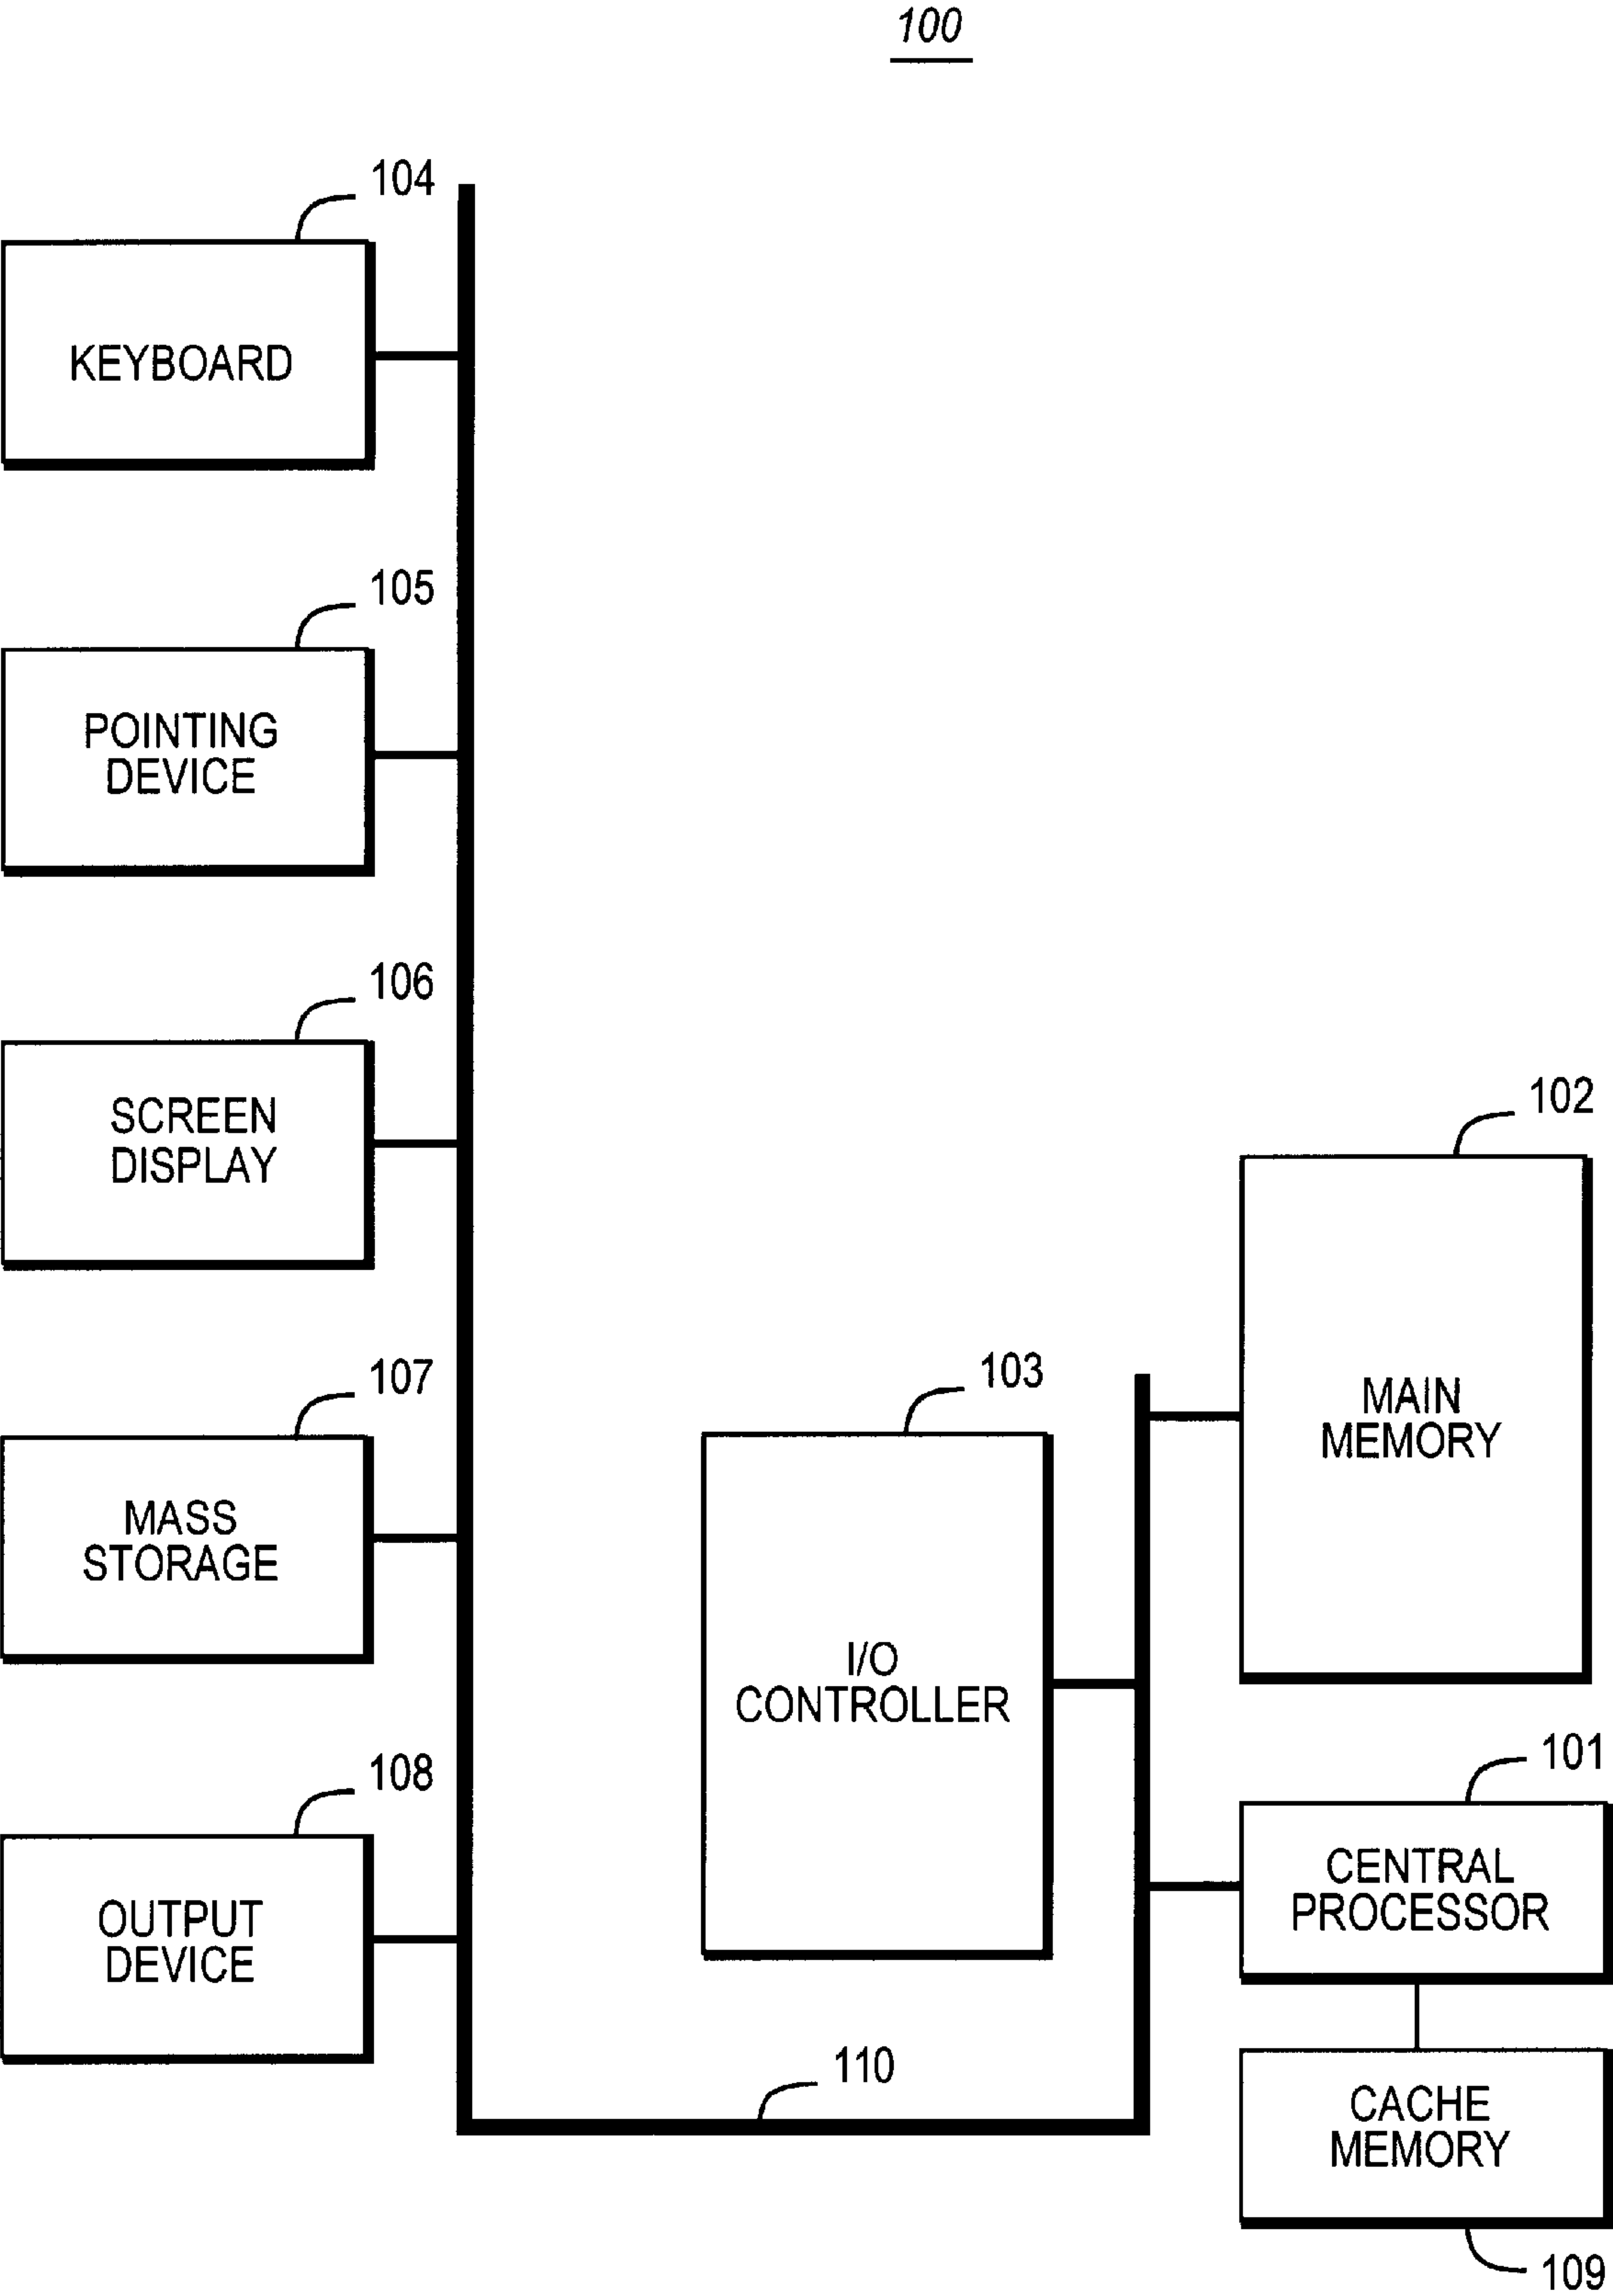 100
104
KEYBOARD
105
POINTING
DEVICE
106
SCREEN
DISPLAY
107
MASS
STORAGE
108
OUTPUT
DEVICE
103
I/O
CONTROLLER
102
MAIN
MEMORY
101
CENTRAL
PROCESSOR
110
CACHE
MEMORY
109